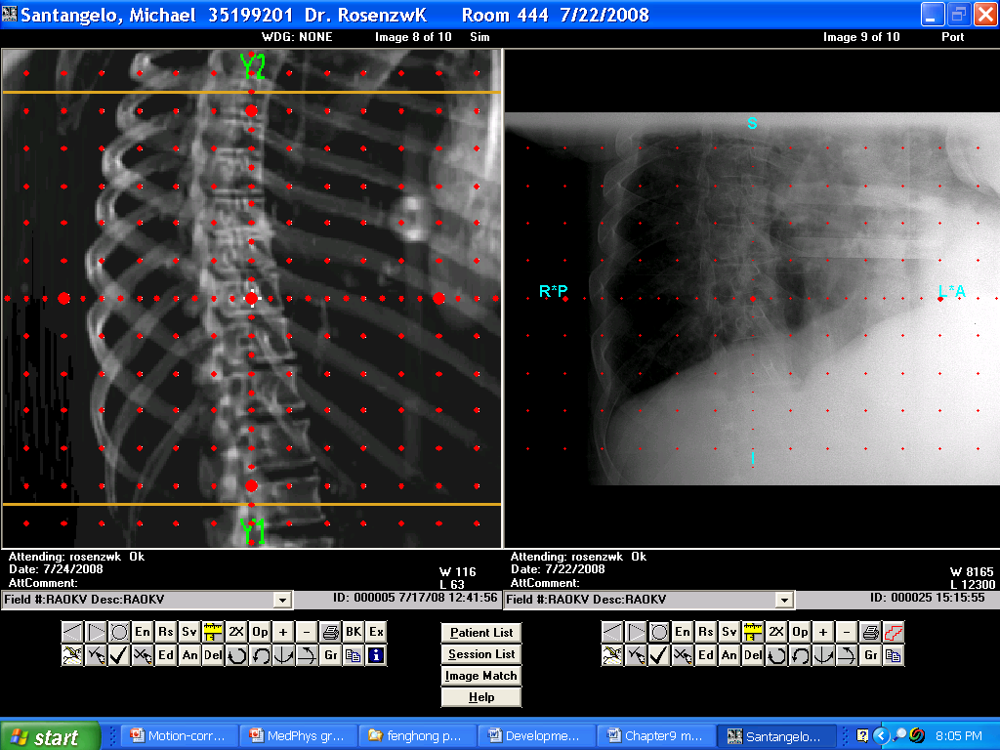 Santangelo, Michael 35199201 Dr. RosenzwK Room 444 7/22/2008
WDG: NONE Image 8 of 10 Sim
Image 9 of 10 Port
Y2
Y1
S
R*P
L*A
I
Attending: rosenzwk Ok
Date: 7/24/2008
AttComment:
W 116
L 63
Field #:RAOKV Desc:RAOKV
ID: 000005 7/17/08 12:41:56
Attending: rosenzwk Ok
Date: 7/22/2008
AttComment:
W 8165
L 12300
Field #:RAOKV Desc:RAOKV
ID: 000025 15:15:55
En Rs Sv 2X Op + - BK Ex
Ed An Del Gr i
Patient List
Session List
Image Match
Help
En Rs Sv 2X Op + -
Ed An Del Gr
start
Motion-corr...
MedPhys gr...
fenghong p...
Developme...
Chapter9 m...
Santangelo...
?
8:05 PM